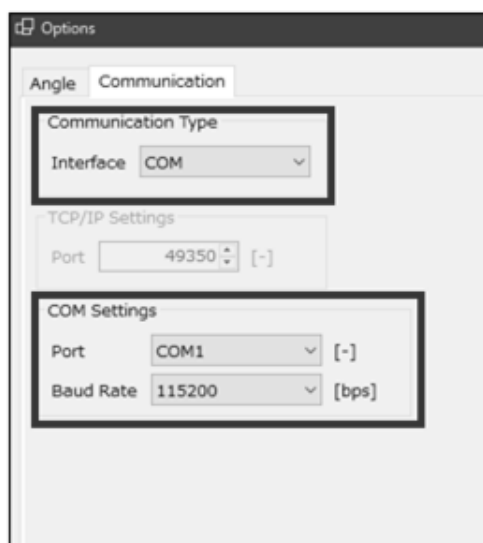 Options
Angle Communication
Communication Type
Interface COM
TCP/IP Settings
Port 49350 [-]
COM Settings
Port COM1 [-]
Baud Rate 115200 [bps]